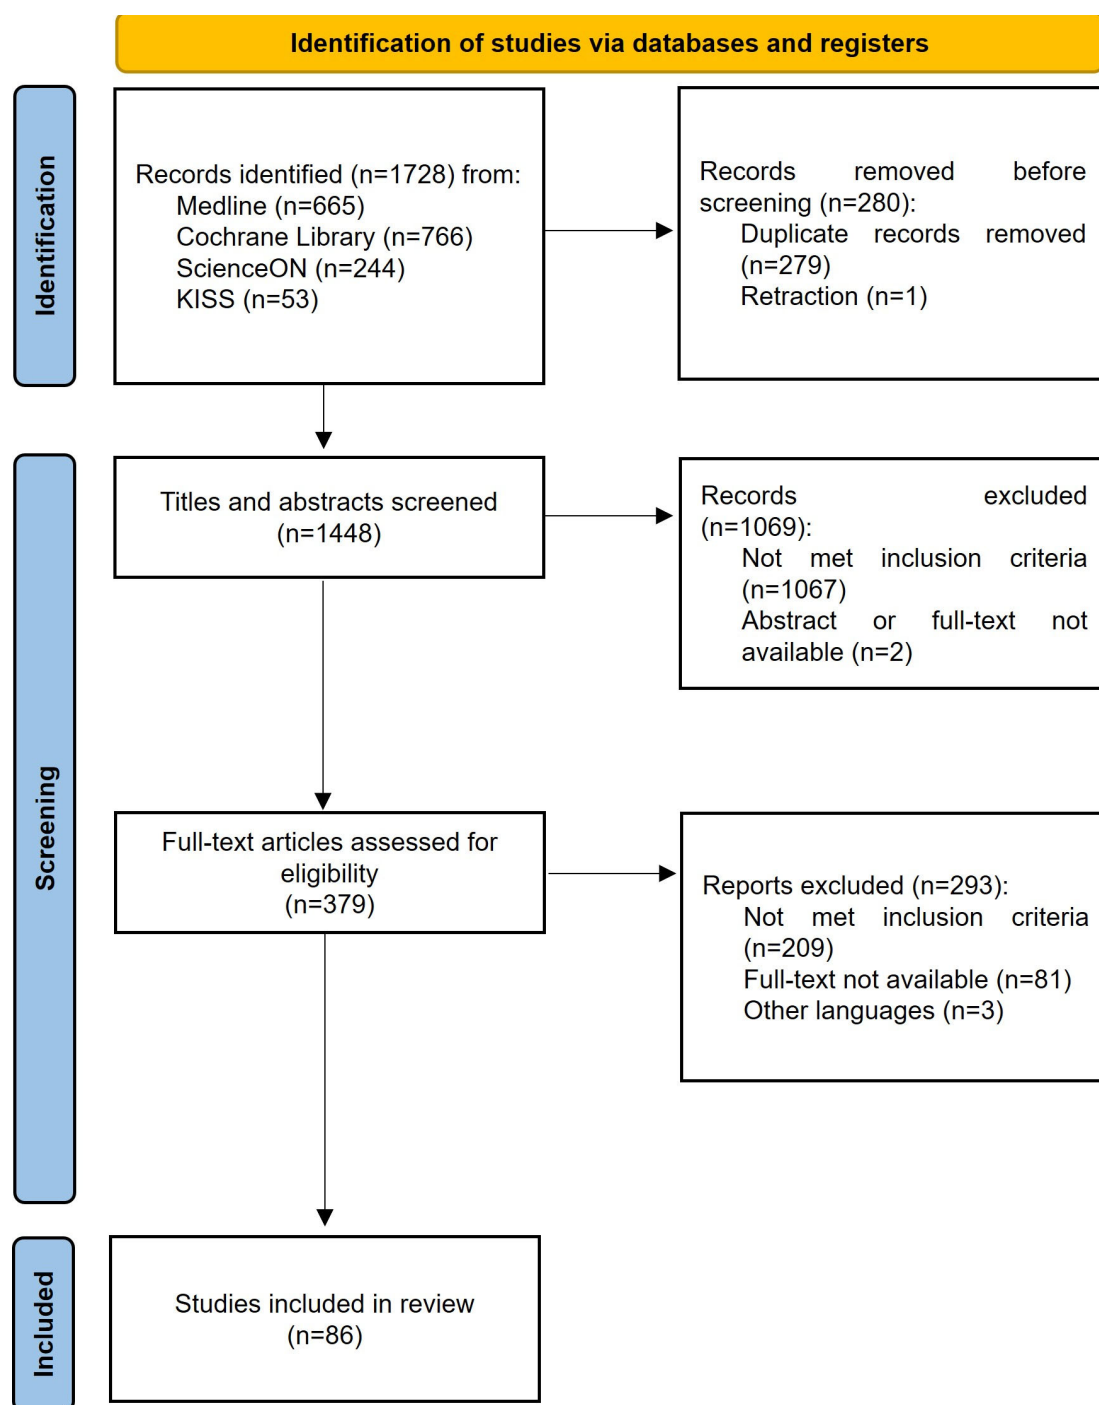 Identification of studies via databases and registers
Identification
Records identified (n=1728) from:
Medline (n=665)
Cochrane Library (n=766)
ScienceON (n=244)
KISS (n=53)
Records removed before
screening (n=280):
Duplicate records removed
(n=279)
Retraction (n=1)
Screening
Titles and abstracts screened
(n=1448)
Records excluded
(n=1069):
Not met inclusion criteria
(n=1067)
Abstract or full-text not
available (n=2)
Full-text articles assessed for
eligibility
(n=379)
Reports excluded (n=293):
Not met inclusion criteria
(n=209)
Full-text not available (n=81)
Other languages (n=3)
Included
Studies included in review
(n=86)